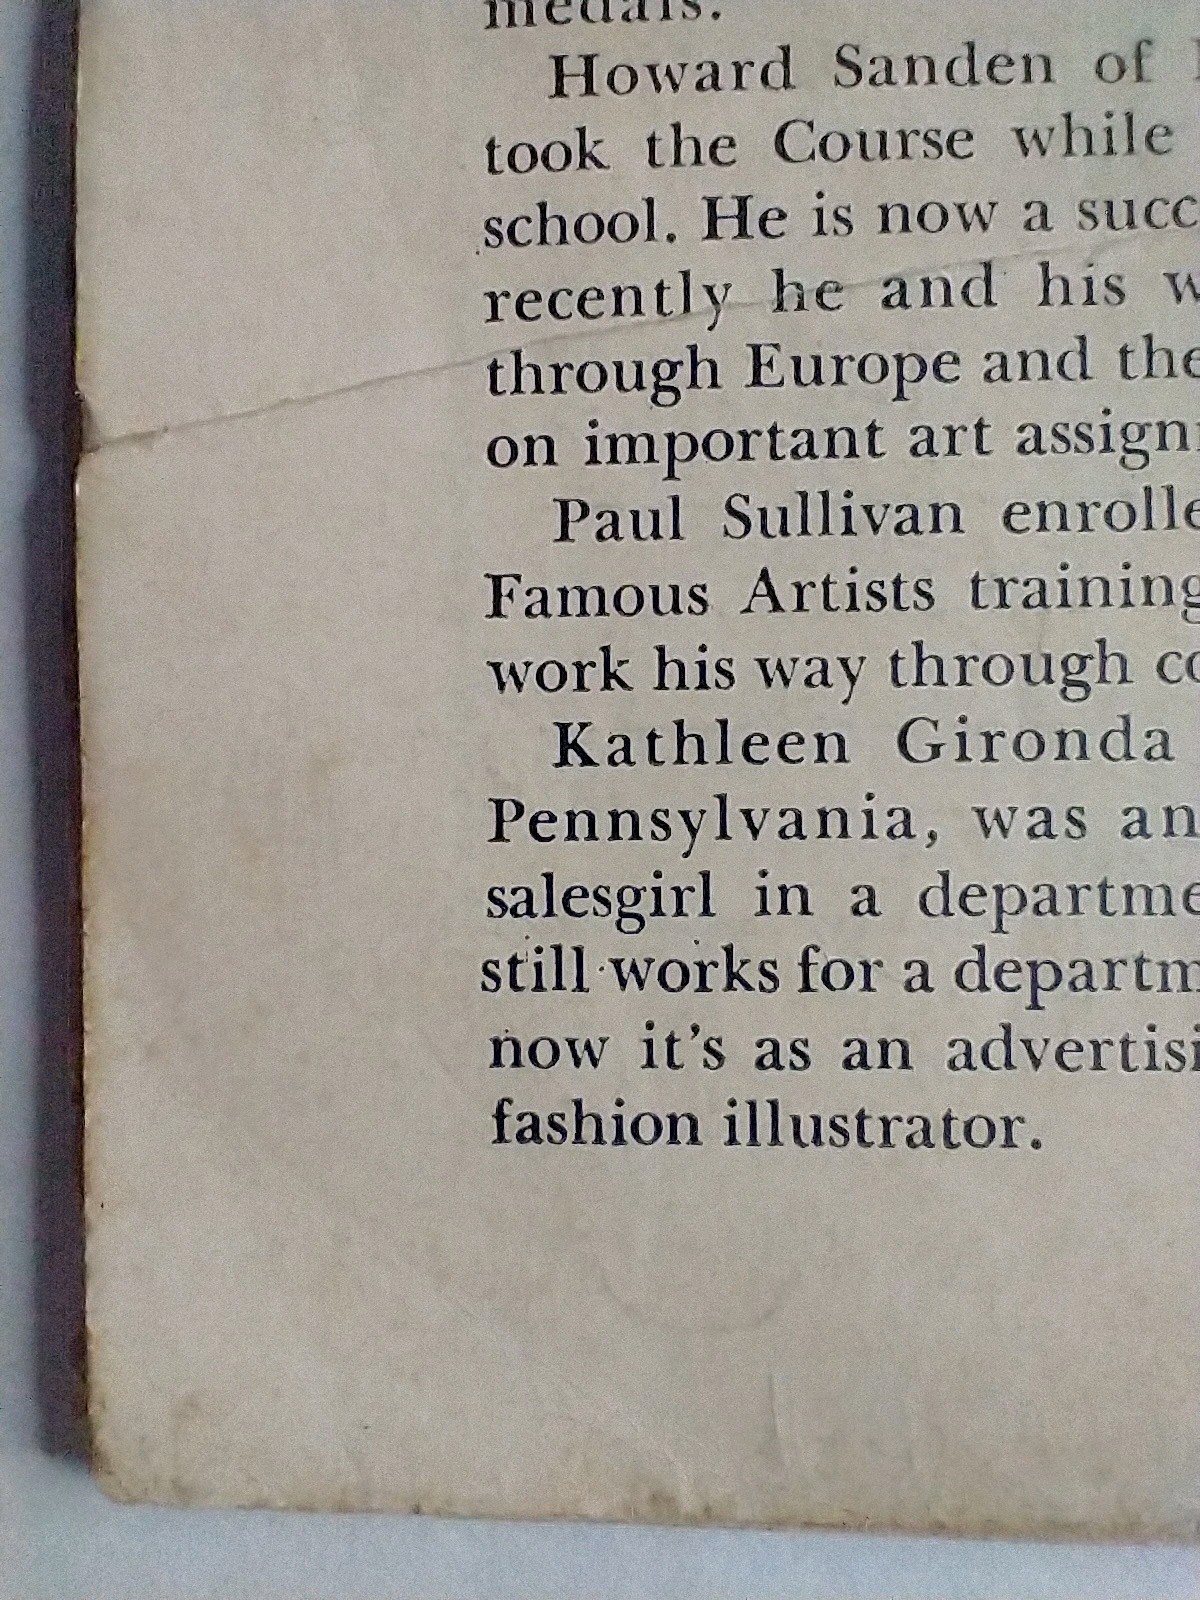 medals.
Howard Sanden of
took the Course while
school. He is now a succ
recently he and his w
through Europe and the
on important art assign
Paul Sullivan enrolle
Famous Artists training
work his way through co
Kathleen Gironda
Pennsylvania, was an
salesgirl in a departme
still works for a departm
now it's as an advertisi
fashion illustrator.